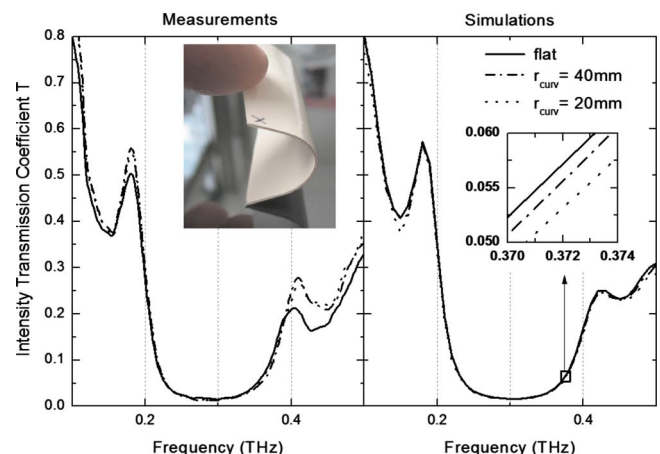 Measurements
Simulations
Intensity Transmission Coefficient T
0.8
0.7
0.6
0.5
0.4
0.3
0.2
0.1
0.0
flat
r_curv= 40mm
r_curv= 20mm
0.060
0.055
0.050
0.370 0.372 0.374
0.2 0.4
0.2 0.4
Frequency (THz)
Frequency (THz)